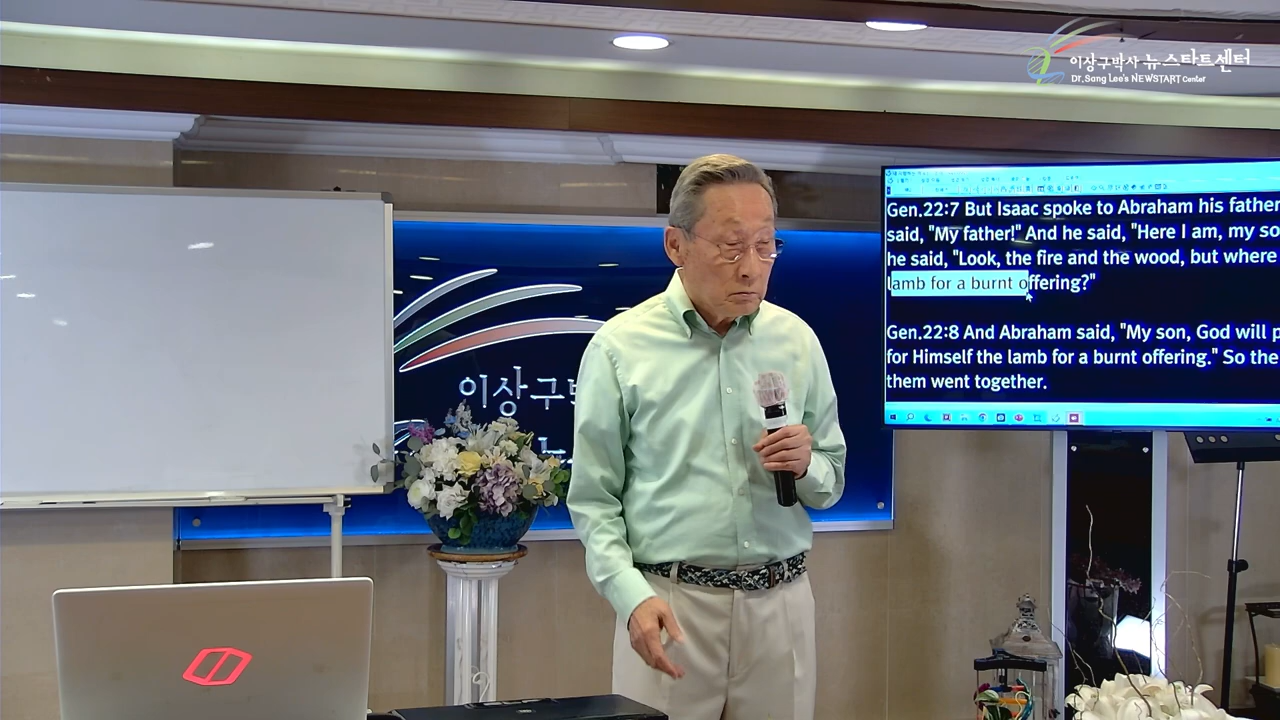 이상구박사 뉴스타트센터
Dr. Sang Lee's NEWSTART Center
Gen.22:7 But Isaac spoke to Abraham his father
said, "My father!" And he said, "Here I am, my so
he said, "Look, the fire and the wood, but where
lamb for a burnt offering?"
Gen.22:8 And Abraham said, "My son, God will p
for Himself the lamb for a burnt offering." So the
them went together.
이상구